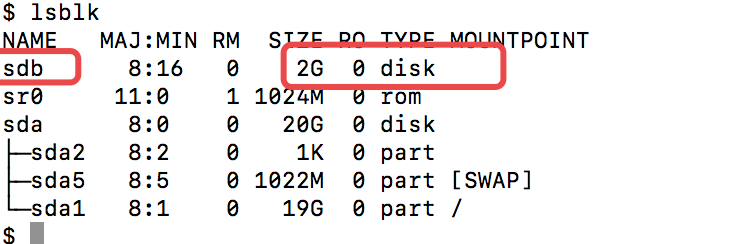 $ lsblk
NAME   MAJ:MIN RM  SIZE RO TYPE MOUNTPOINT
sdb      8:16   0    2G  0 disk
sr0     11:0    1 1024M  0 rom
sda      8:0    0   20G  0 disk
├─sda2   8:2    0    1K  0 part
├─sda5   8:5    0 1022M  0 part [SWAP]
└─sda1   8:1    0   19G  0 part /
$